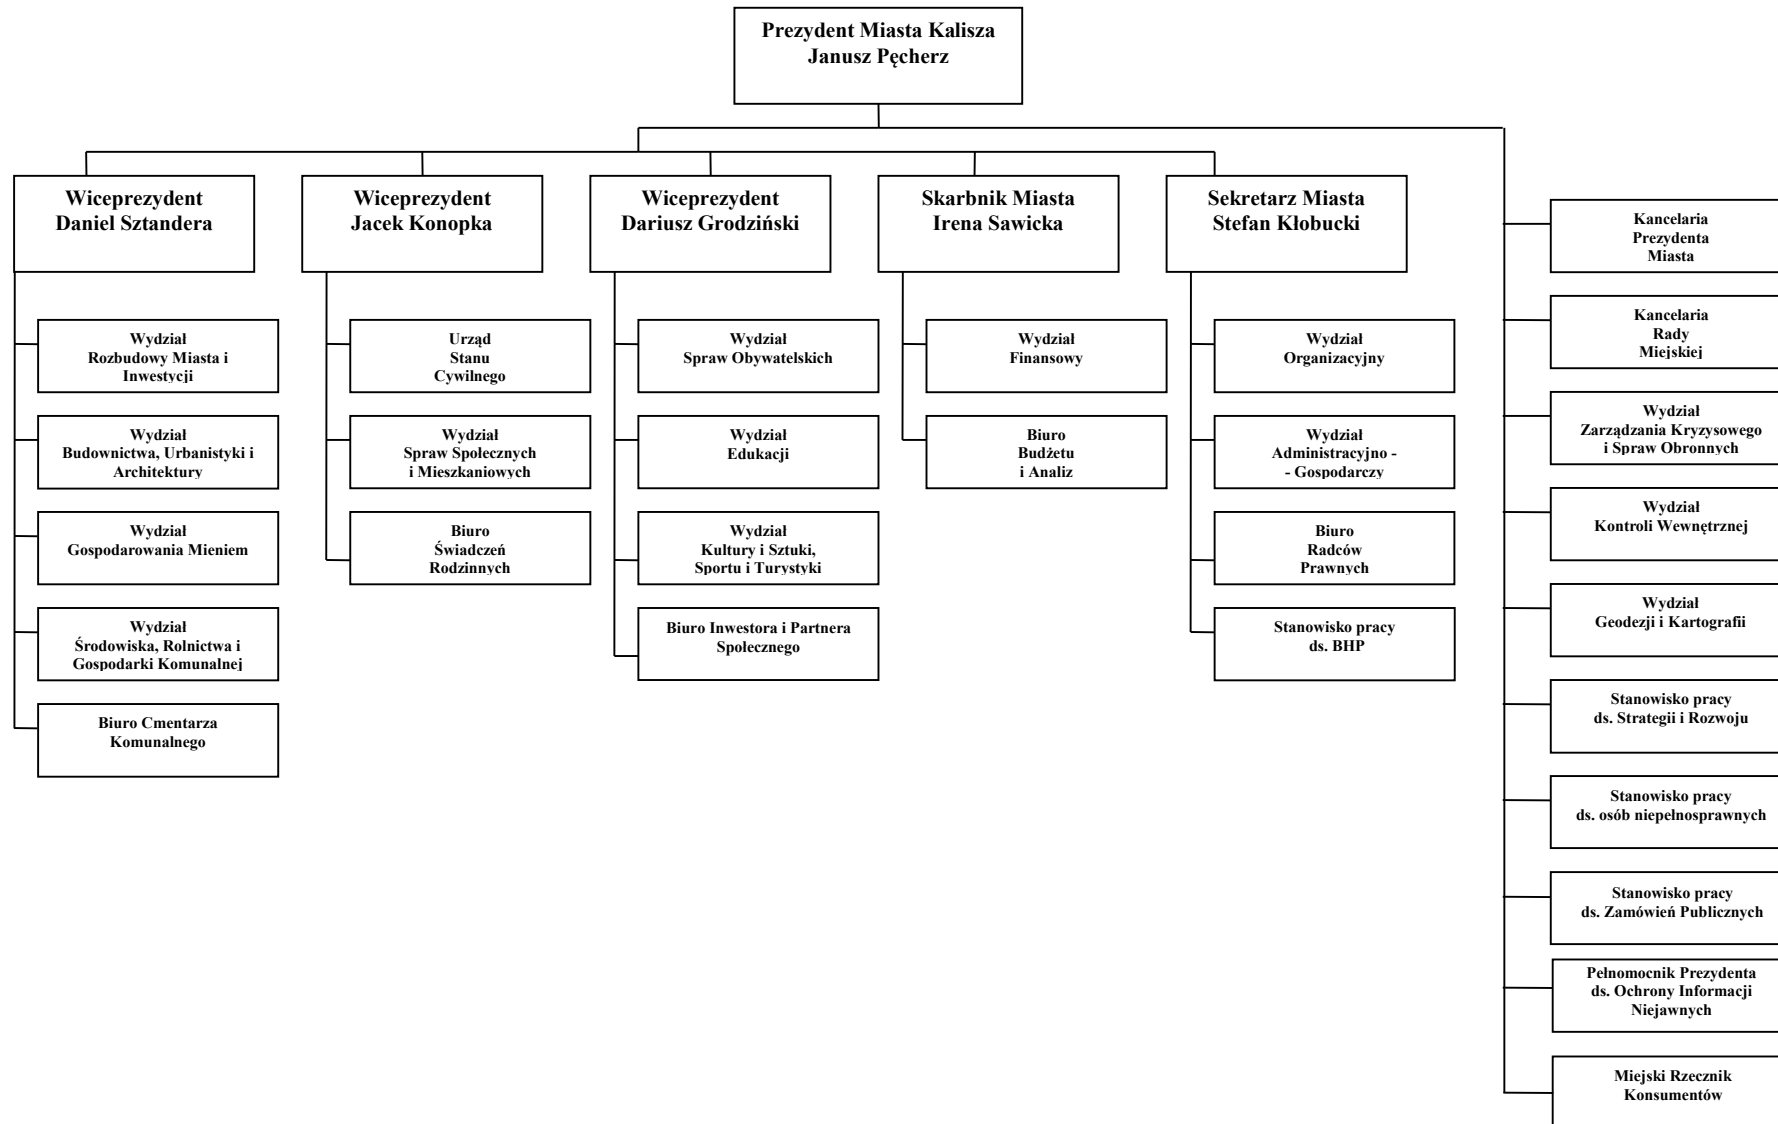 Prezydent Miasta Kalisza
Janusz Pęcherz
Wiceprezydent
Daniel Sztandera
Wydział
Rozbudowy Miasta i
Inwestycji
Wydział
Budownictwa, Urbanistyki i
Architektury
Wydział
Gospodarowania Mieniem
Wydział
Środowiska, Rolnictwa i
Gospodarki Komunalnej
Biuro Cmentarza
Komunalnego
Wiceprezydent
Jacek Konopka
Urząd
Stanu
Cywilnego
Wydział
Spraw Społecznych
i Mieszkaniowych
Biuro
Świadczeń
Rodzinnych
Wiceprezydent
Dariusz Grodziński
Wydział
Spraw Obywatelskich
Wydział
Edukacji
Wydział
Kultury i Sztuki,
Sportu i Turystyki
Biuro Inwestora i Partnera
Społecznego
Skarbnik Miasta
Irena Sawicka
Wydział
Finansowy
Biuro
Budżetu
i Analiz
Sekretarz Miasta
Stefan Kłobucki
Wydział
Organizacyjny
Wydział
Administracyjno -
- Gospodarczy
Biuro
Radców
Prawnych
Stanowisko pracy
ds. BHP
Kancelaria
Prezydenta
Miasta
Kancelaria
Rady
Miejskiej
Wydział
Zarządzania Kryzysowego
i Spraw Obronnych
Wydział
Kontroli Wewnętrznej
Wydział
Geodezji i Kartografii
Stanowisko pracy
ds. Strategii i Rozwoju
Stanowisko pracy
ds. osób niepełnosprawnych
Stanowisko pracy
ds. Zamówień Publicznych
Pełnomocnik Prezydenta
ds. Ochrony Informacji
Niejawnych
Miejski Rzecznik
Konsumentów